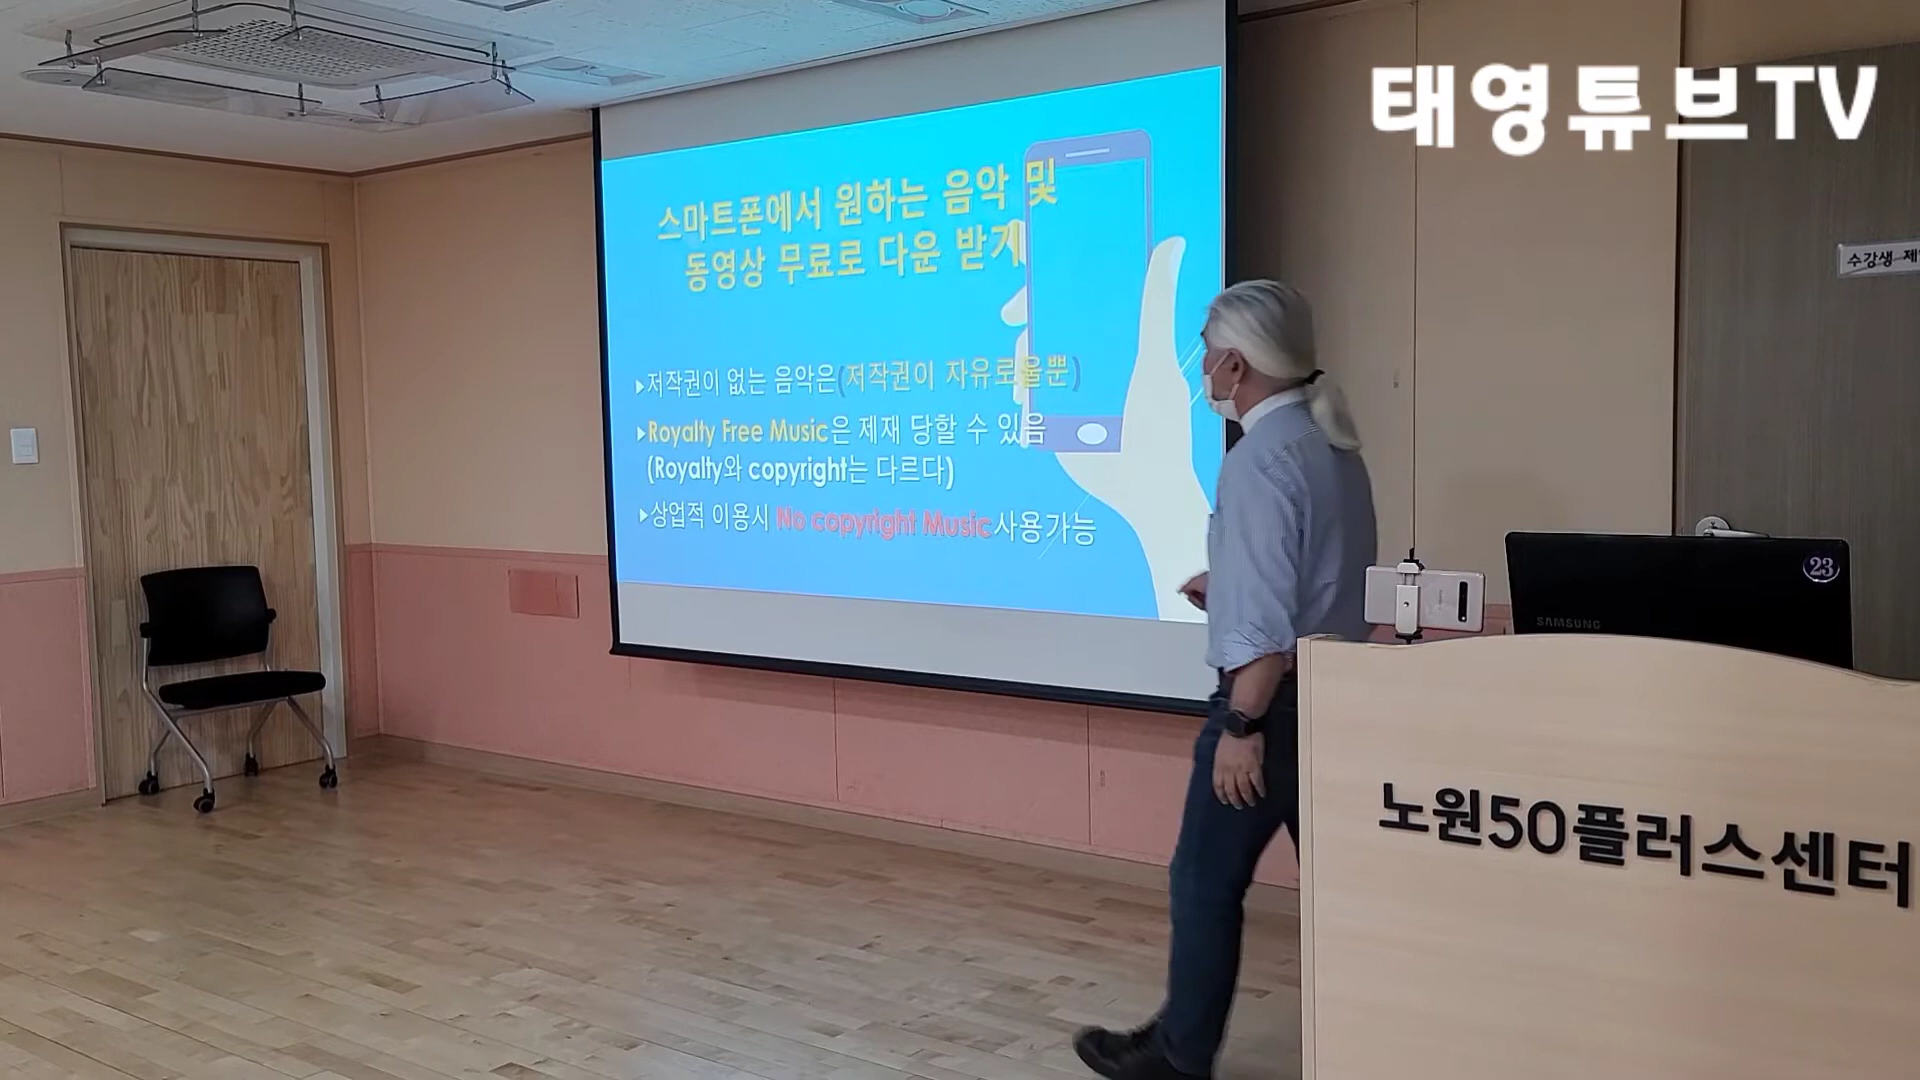 태영튜브TV
스마트폰에서 원하는 음악 및
동영상 무료로 다운 받기
▸저작권이 없는 음악은(저작권이 자유로울뿐)
▸Royalty Free Music은 제재 당할 수 있음
(Royalty와 copyright는 다르다)
▸상업적 이용시 No copyright Music사용가능
수강생
23
SAMSUNG
노원50플러스센터